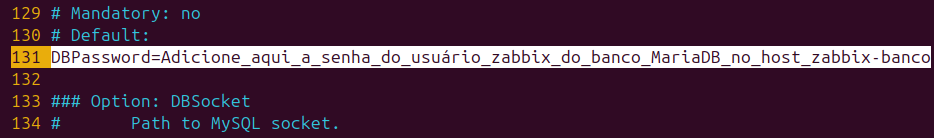 129 # Mandatory: no
130 # Default:
131 DBPassword=Adicione_aqui_a_senha_do_usuário_zabbix_do_banco_MariaDB_no_host_zabbix-banco
132
133 ### Option: DBSocket
134 #       Path to MySQL socket.